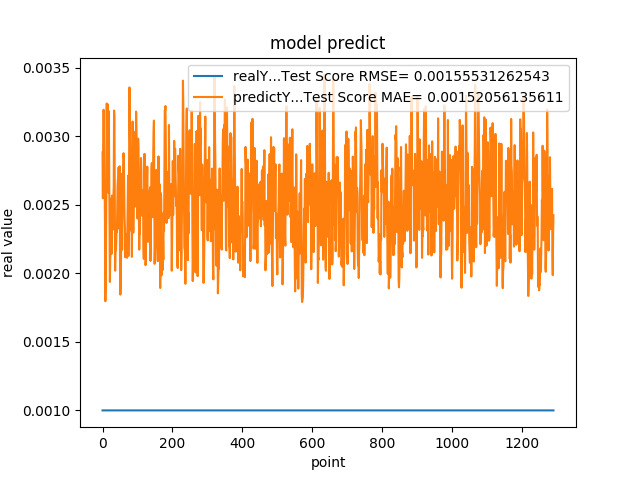 model predict
realY...Test Score RMSE= 0.00155531262543
predictY...Test Score MAE= 0.00152056135611
0.0035
0.0030
0.0025
0.0020
0.0015
0.0010
real value
0 200 400 600 800 1000 1200
point